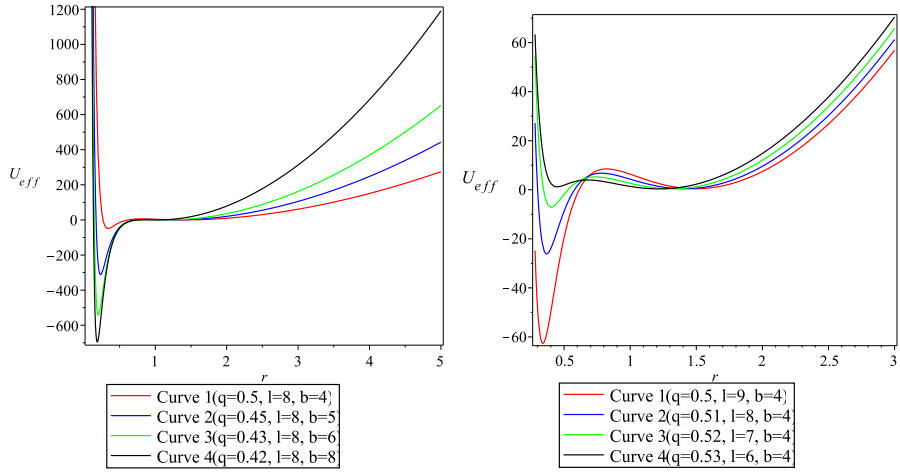 1200
1000
800
600
U_eff 400
200
0
−200
−400
−600
1 2 3 4 5
r
Curve 1(q=0.5, l=8, b=4)
Curve 2(q=0.45, l=8, b=5)
Curve 3(q=0.43, l=8, b=6)
Curve 4(q=0.42, l=8, b=8)
60
40
20
U_eff 0
−20
−40
−60
0.5 1 1.5 2 2.5 3
r
Curve 1(q=0.5, l=9, b=4)
Curve 2(q=0.51, l=8, b=4)
Curve 3(q=0.52, l=7, b=4)
Curve 4(q=0.53, l=6, b=4)